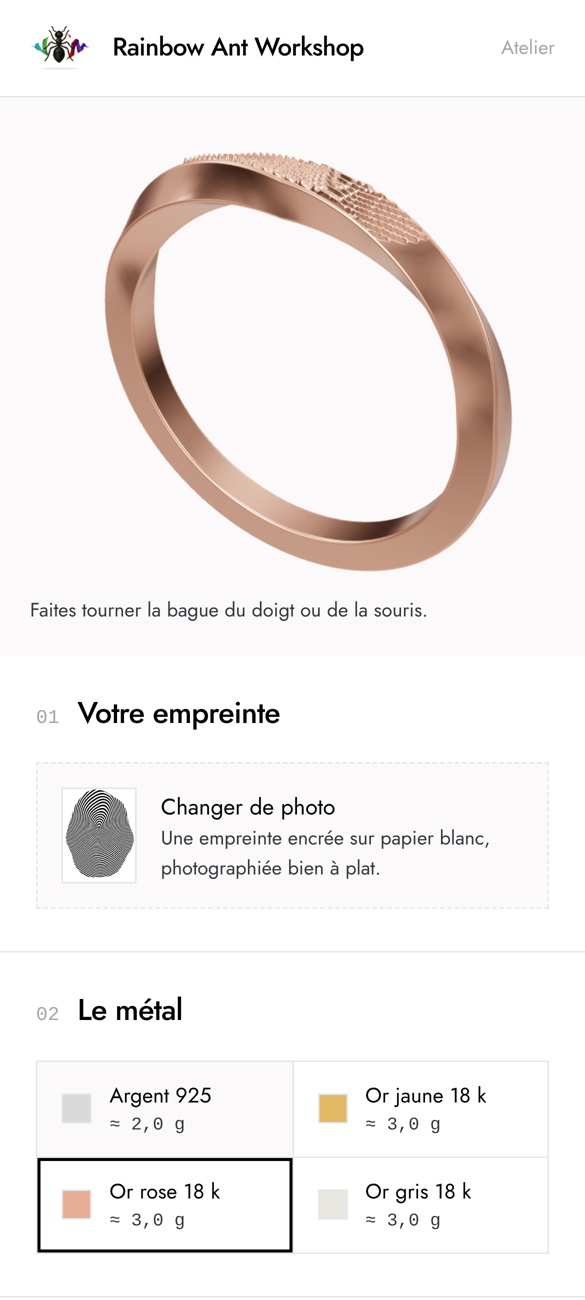 Rainbow Ant Workshop
Atelier
Faites tourner la bague du doigt ou de la souris.
01 Votre empreinte
Changer de photo
Une empreinte encrée sur papier blanc,
photographiée bien à plat.
02 Le métal
Argent 925
≈ 2,0 g
Or jaune 18 k
≈ 3,0 g
Or rose 18 k
≈ 3,0 g
Or gris 18 k
≈ 3,0 g